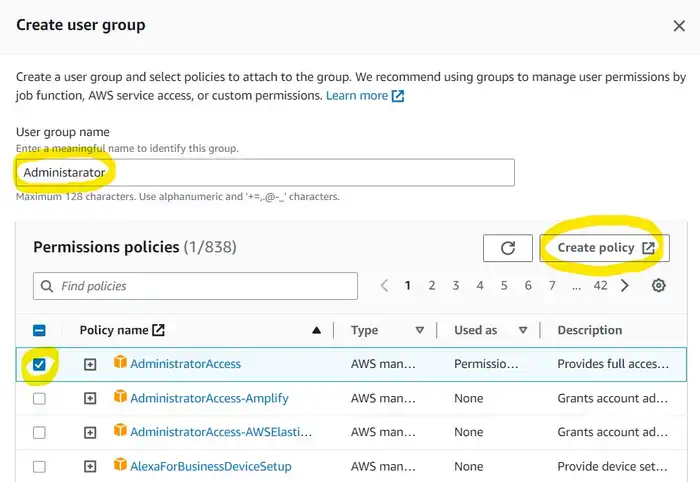 Create user group
Create a user group and select policies to attach to the group. We recommend using groups to manage user permissions by
job function, AWS service access, or custom permissions. Learn more
User group name
Enter a meaningful name to identify this group.
Administarator
Maximum 128 characters. Use alphanumeric and '+=,.@-_' characters.
Permissions policies (1/838)
Create policy
Find policies
1 2 3 4 5 6 7 ... 42
Policy name Type Used as Description
AdministratorAccess AWS man... Permissio... Provides full acces...
AdministratorAccess-Amplify AWS man... None Grants account ad...
AdministratorAccess-AWSElasti... AWS man... None Grants account ad...
AlexaForBusinessDeviceSetup AWS man... None Provide device set...